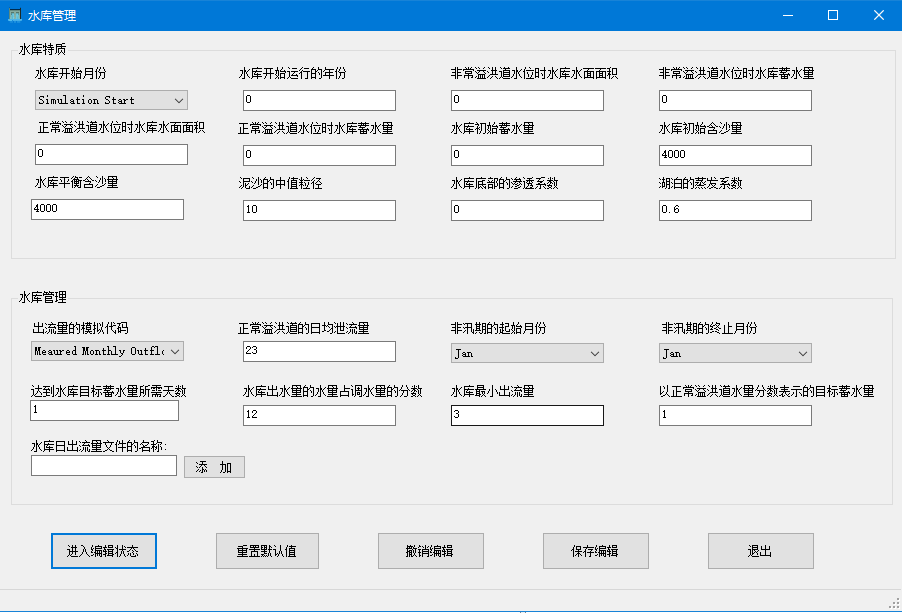 水库管理
水库特质
水库开始月份 水库开始运行的年份 非常溢洪道水位时水库水面面积 非常溢洪道水位时水库蓄水量
Simulation Start 0 0 0
正常溢洪道水位时水库水面面积 正常溢洪道水位时水库蓄水量 水库初始蓄水量 水库初始含沙量
0 0 0 4000
水库平衡含沙量 泥沙的中值粒径 水库底部的渗透系数 湖泊的蒸发系数
4000 10 0 0.6
水库管理
出流量的模拟代码 正常溢洪道的日均泄流量 非汛期的起始月份 非汛期的终止月份
Meaured Monthly Outflo 23 Jan Jan
达到水库目标蓄水量所需天数 水库出水量的水量占调水量的分数 水库最小出流量 以正常溢洪道水量分数表示的目标蓄水量
1 12 3 1
水库日出流量文件的名称:
添 加
进入编辑状态 重置默认值 撤销编辑 保存编辑 退出